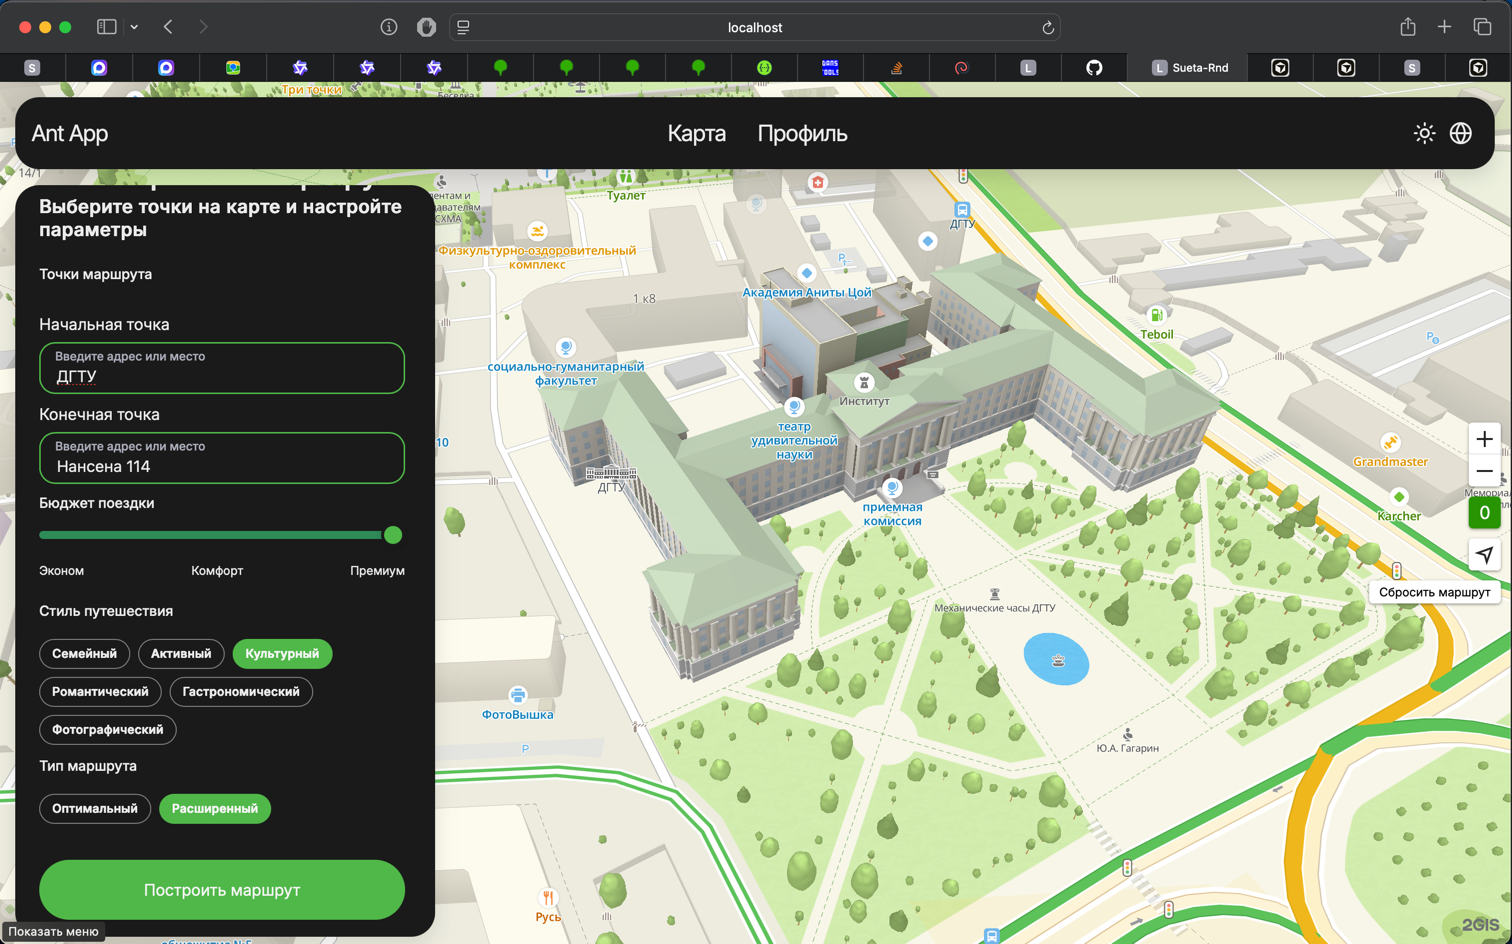 localhost
S
DANS
TOOLS
L
L Sueta-Rnd
S
Три точки
Беседка
Ant App
Карта
Профиль
14/1
Туалет
ДГТУ
Физкультурно-оздоровительный
комплекс
1 к8
Академия Аниты Цой
Teboil
социально-гуманитарный
факультет
Институт
театр
удивительной
науки
10
ДГТУ
приёмная
комиссия
Grandmaster
Karcher
Механические часы ДГТУ
ФотоВышка
P
Ю.А. Гагарин
Русь
Выберите точки на карте и настройте
параметры
Точки маршрута
Начальная точка
Введите адрес или место
ДГТУ
Конечная точка
Введите адрес или место
Нансена 114
Бюджет поездки
Эконом
Комфорт
Премиум
Стиль путешествия
Семейный
Активный
Культурный
Романтический
Гастрономический
Фотографический
Тип маршрута
Оптимальный
Расширенный
Построить маршрут
Показать меню
+
−
0
Сбросить маршрут
2GIS